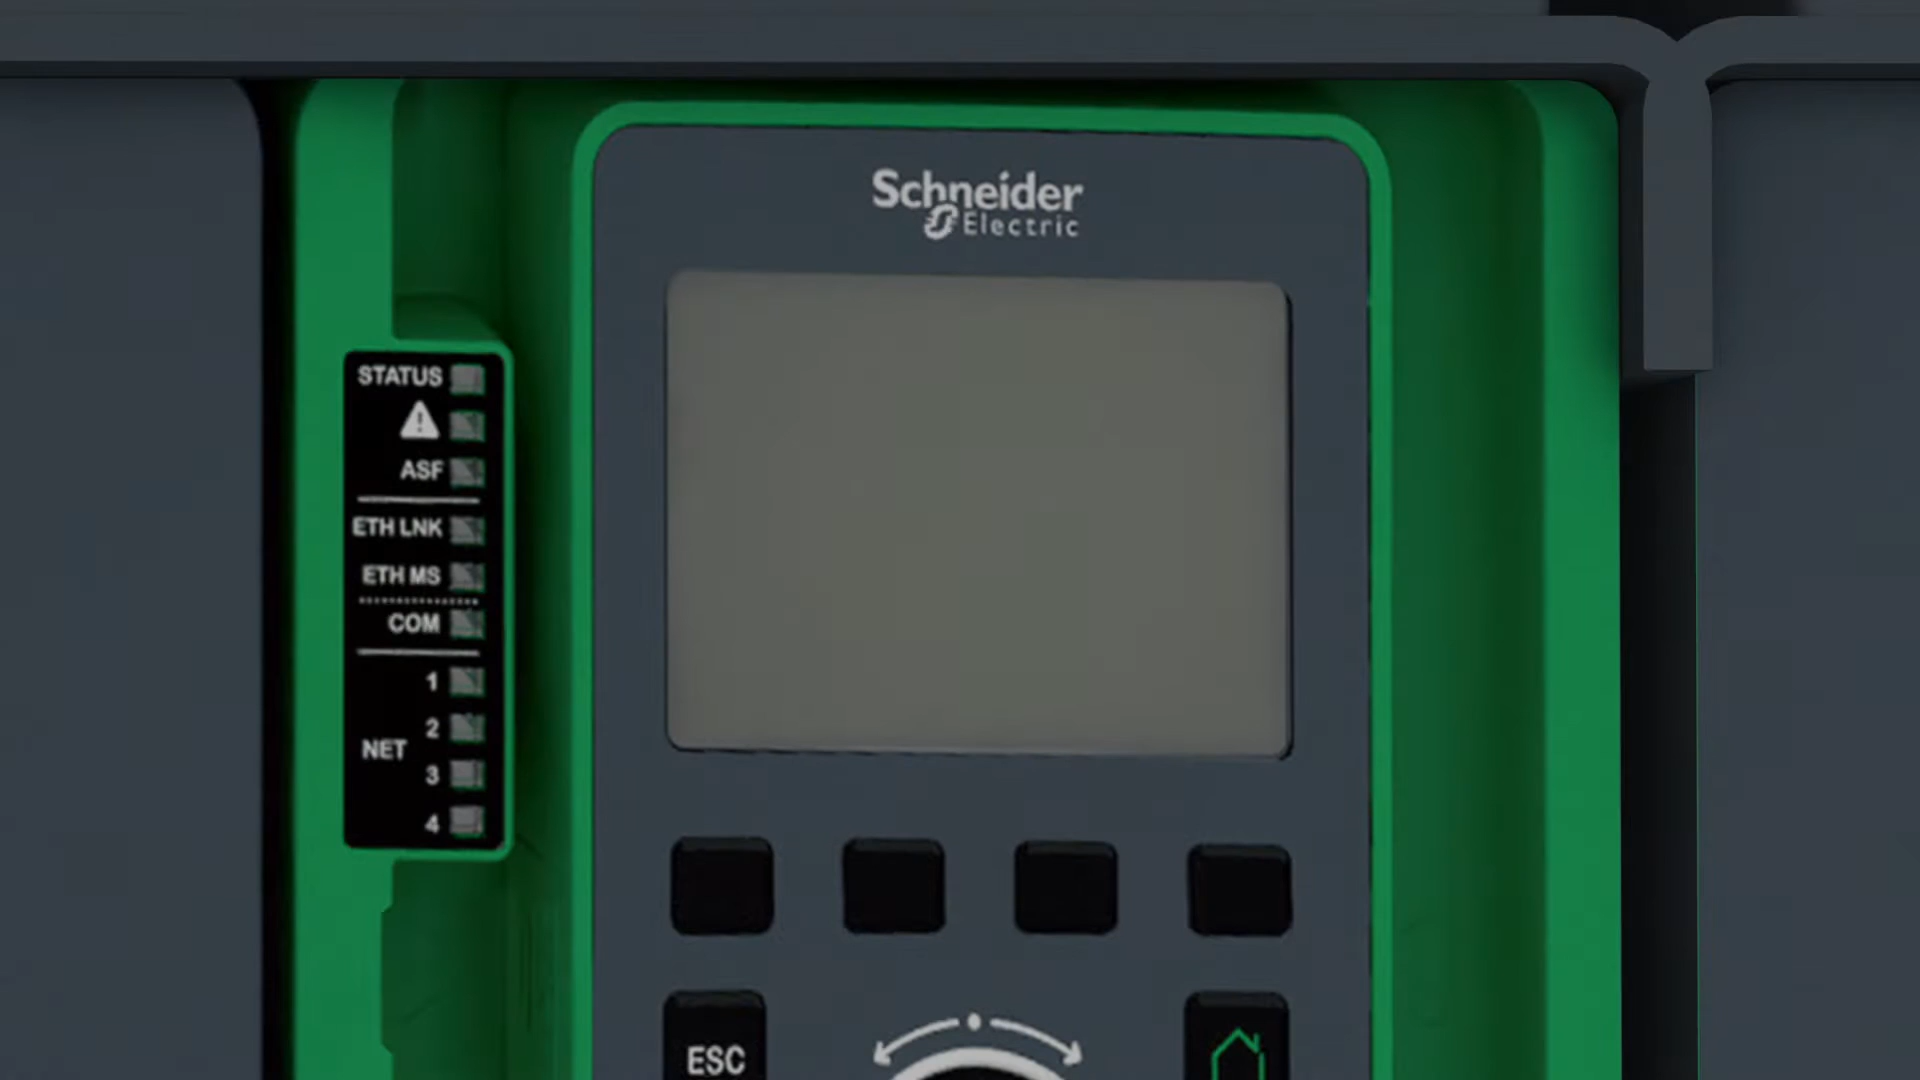 Schneider
Electric
STATUS
ASF
ETH LNK
ETH MS
COM
1
2
NET
3
4
ESC